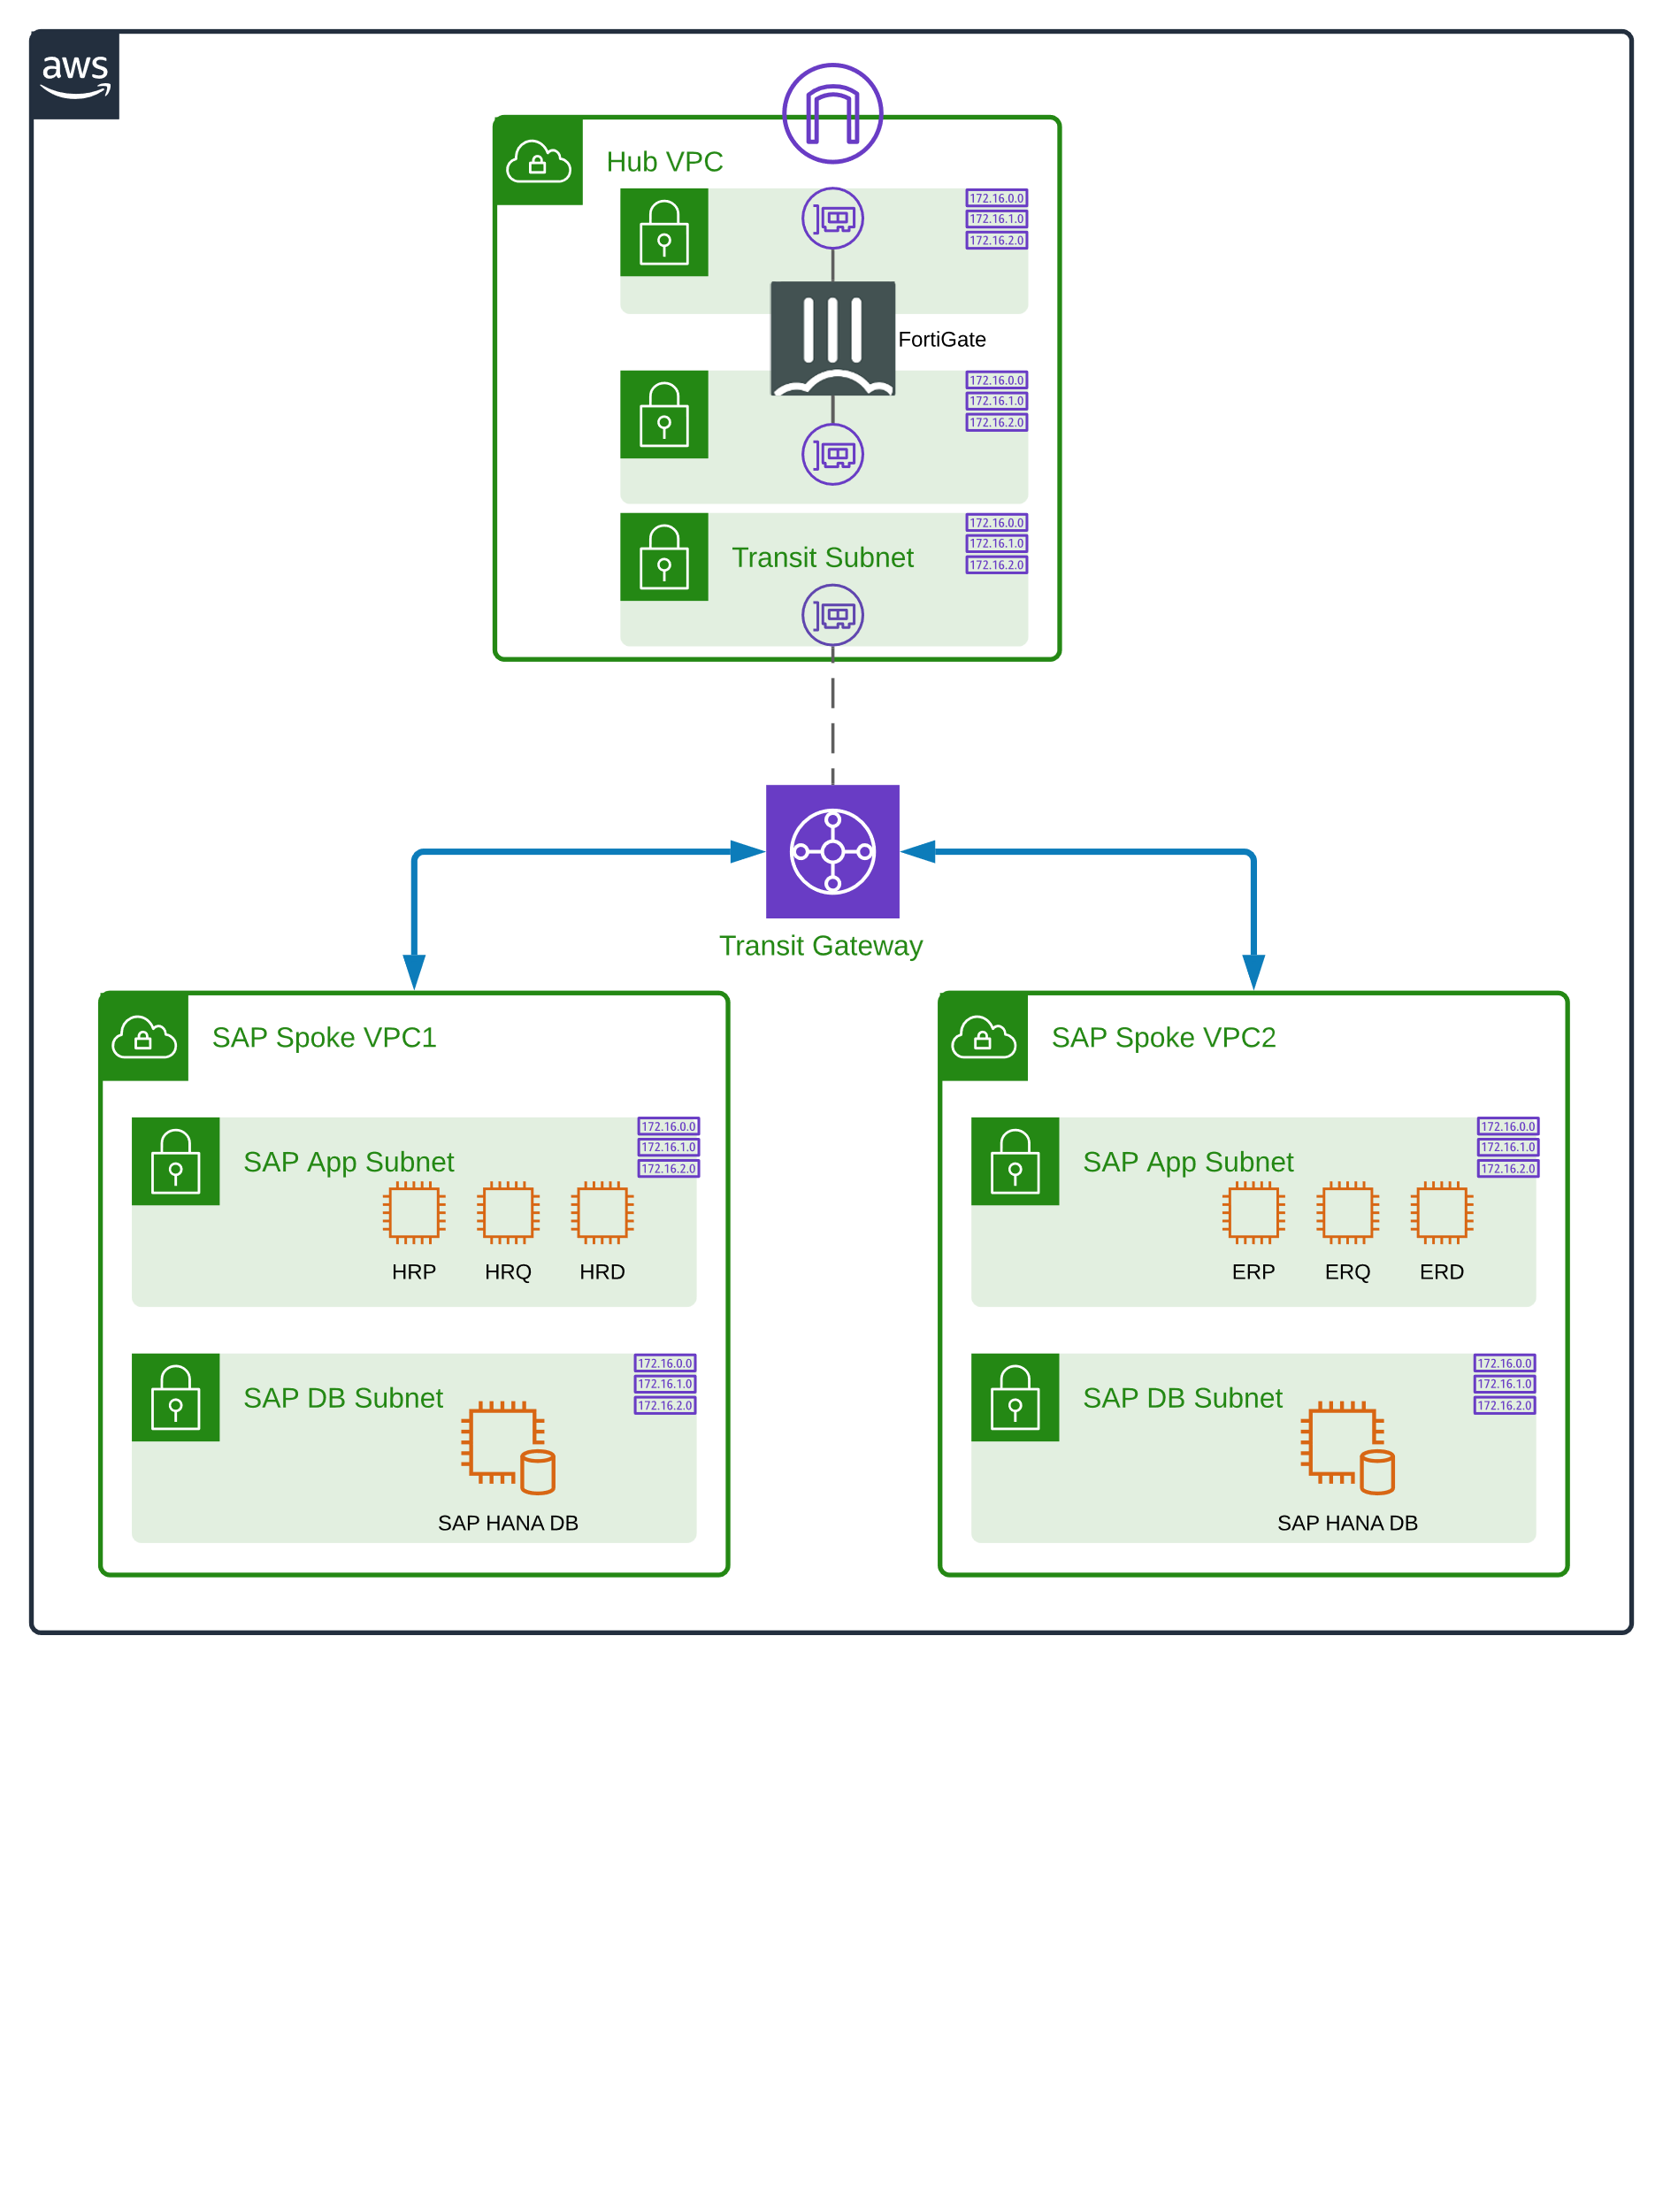 aws
Hub VPC
172.16.0.0
172.16.1.0
172.16.2.0
FortiGate
172.16.0.0
172.16.1.0
172.16.2.0
Transit Subnet
172.16.0.0
172.16.1.0
172.16.2.0
Transit Gateway
SAP Spoke VPC1
SAP App Subnet
172.16.0.0
172.16.1.0
172.16.2.0
HRP HRQ HRD
SAP DB Subnet
172.16.0.0
172.16.1.0
172.16.2.0
SAP HANA DB
SAP Spoke VPC2
SAP App Subnet
172.16.0.0
172.16.1.0
172.16.2.0
ERP ERQ ERD
SAP DB Subnet
172.16.0.0
172.16.1.0
172.16.2.0
SAP HANA DB